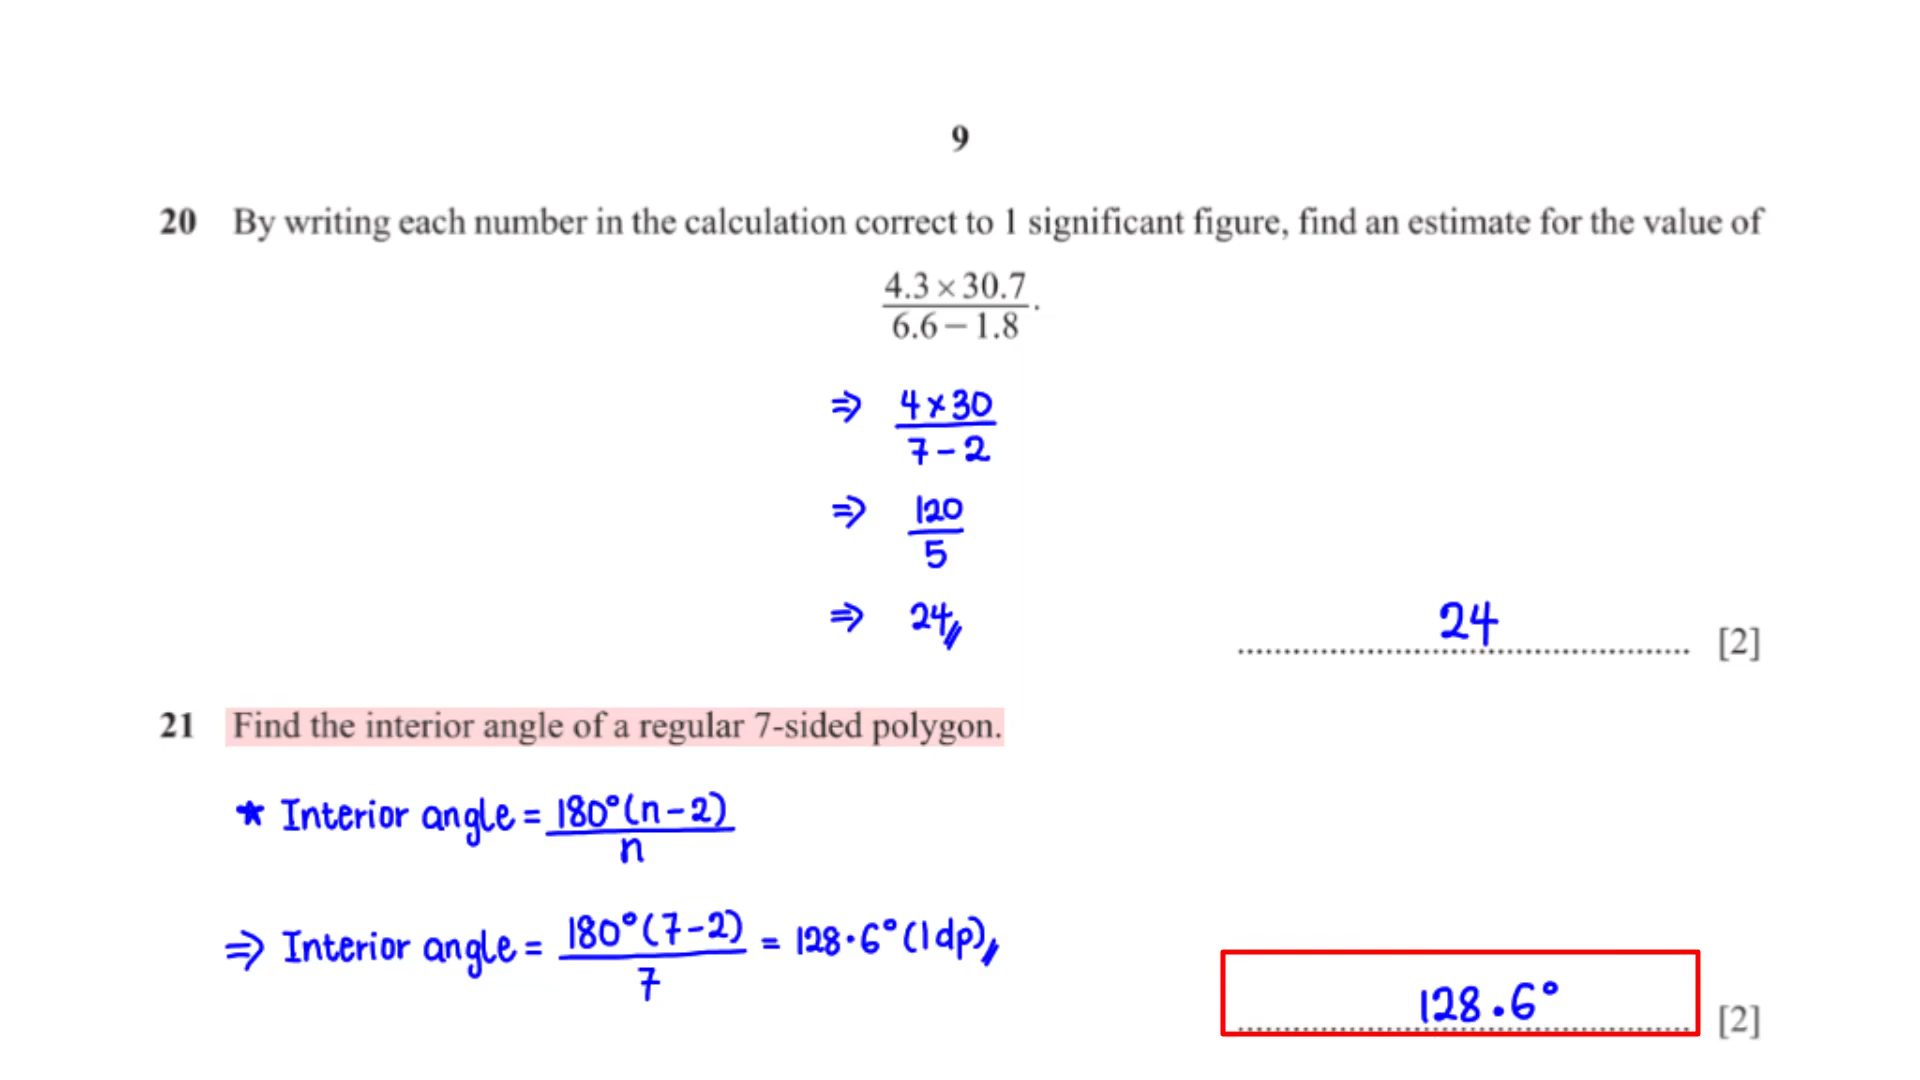 9
20 By writing each number in the calculation correct to 1 significant figure, find an estimate for the value of
4.3 × 30.7
6.6 − 1.8 .
⇒ 4 × 30
7 − 2
⇒ 120
5
⇒ 24
24
.................................................. [2]
21 Find the interior angle of a regular 7-sided polygon.
* Interior angle = 180°(n − 2)
n
⇒ Interior angle = 180°(7 − 2) = 128.6° (1dp)
7
128.6°
.................................................. [2]